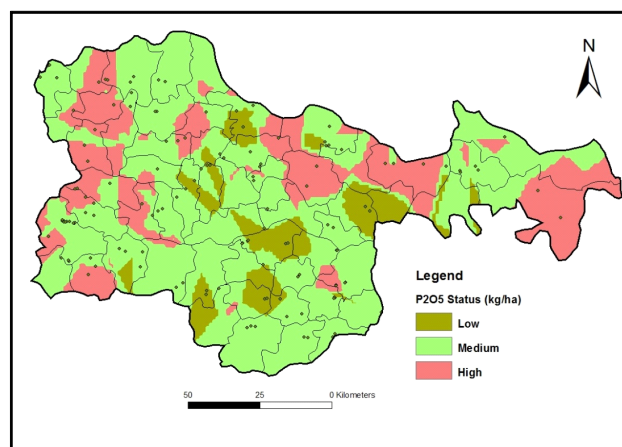 N
Legend
P2O5 Status (kg/ha)
Low
Medium
High
50 25 0 Kilometers